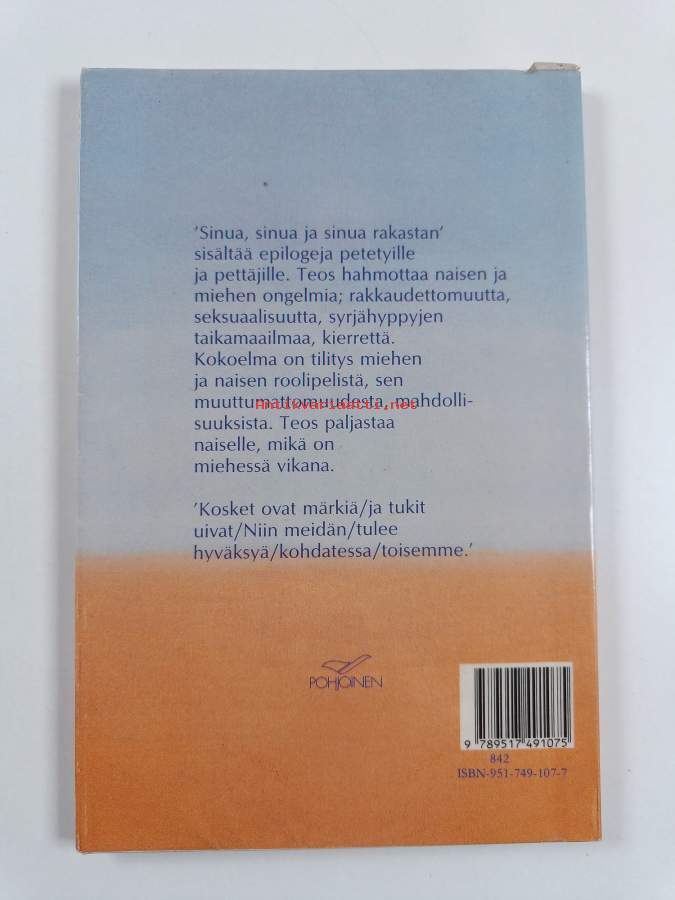 'Sinua, sinua ja sinua rakastan'
sisältää epilogeja petetyille
ja pettäjille. Teos hahmottaa naisen ja
miehen ongelmia; rakkaudettomuutta,
seksuaalisuutta, syrjähyppyjen
taikamaailmaa, kierrettä.
Kokoelma on tilitys miehen
ja naisen roolipelistä, sen
muuttumattomuudesta, mahdolli-
Antikvariaatti.net
suuksista. Teos paljastaa
naiselle, mikä on
miehessä vikana.
'Kosket ovat märkiä/ja tukit
uivat/Niin meidän/tulee
hyväksyä/kohdatessa/toisemme.'
POHJOINEN
9 789517 491075
842
ISBN-951-749-107-7